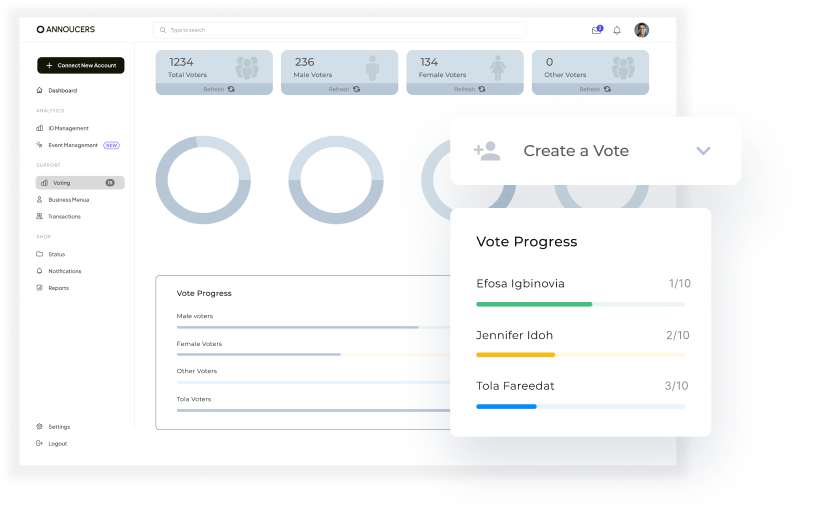 ANNOUCERS
Type to search
2
Connect New Account
Dashboard
ANALYTICS
ID Management
Event Management NEW
SUPPORT
Voting
Business Menua
Transactions
SHOP
Status
Notifications
Reports
Settings
Logout
1234
Total Voters
Refresh
236
Male Voters
Refresh
134
Female Voters
Refresh
0
Other Voters
Refresh
Create a Vote
Vote Progress
Male voters
Female Voters
Other Voters
Tola Voters
Vote Progress
Efosa Igbinovia 1/10
Jennifer Idoh 2/10
Tola Fareedat 3/10